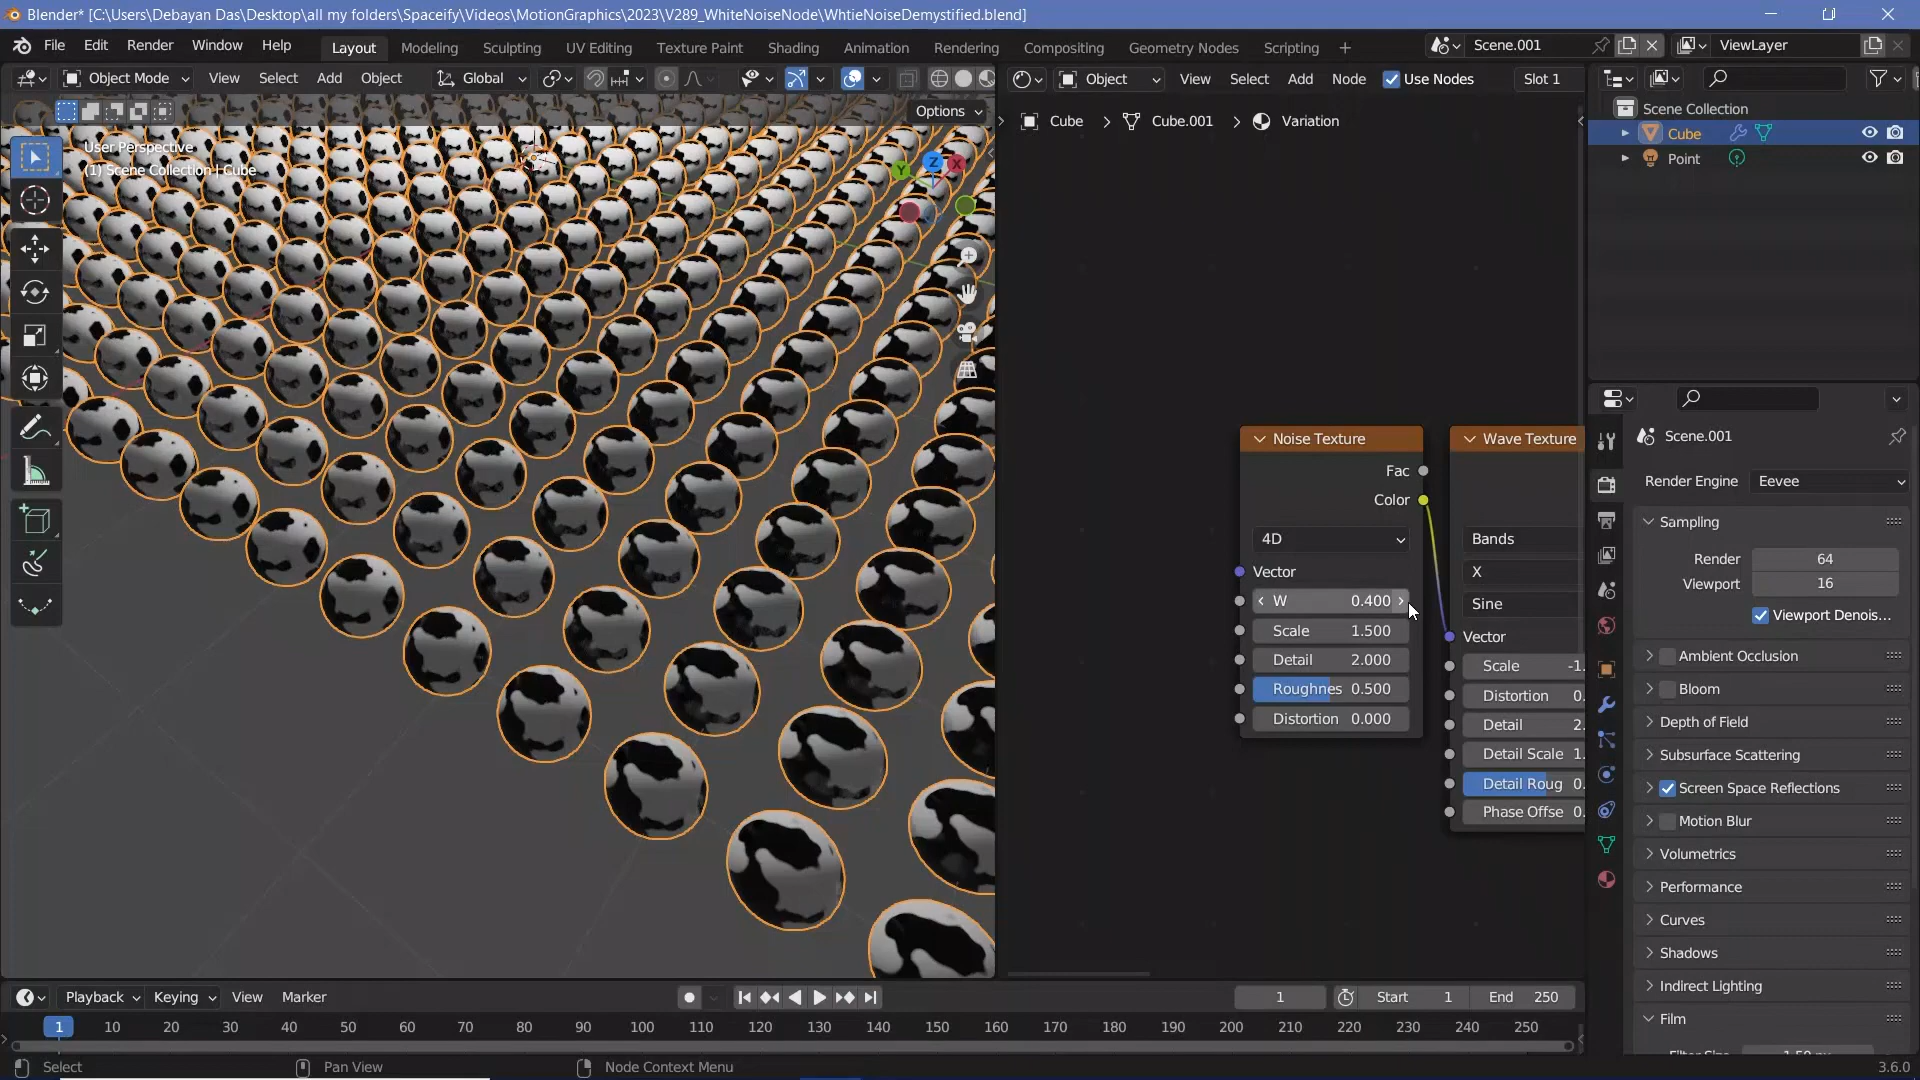 Blender* [C:\Users\Debayan Das\Desktop\all my folders\Spaceify\Videos\MotionGraphics\2023\V289_WhiteNoiseNode\WhtieNoiseDemystified.blend]
File Edit Render Window Help Layout Modeling Sculpting UV Editing Texture Paint Shading Animation Rendering Compositing Geometry Nodes Scripting + Scene.001 ViewLayer
Object Mode View Select Add Object Global Object View Select Add Node Use Nodes Slot 1
Options
User Perspective
(1) Scene Collection | Cube
Z
X
Y
Cube > Cube.001 > Variation
Scene Collection
Cube
Point
Noise Texture
Fac
Color
4D
Vector
W 0.400
Scale 1.500
Detail 2.000
Roughnes 0.500
Distortion 0.000
Wave Texture
Bands
X
Sine
Vector
Scale -1.
Distortion 0.
Detail 2.
Detail Scale 1.
Detail Roug 0.
Phase Offse 0.
Scene.001
Render Engine Eevee
Sampling
Render 64
Viewport 16
Viewport Denois...
Ambient Occlusion
Bloom
Depth of Field
Subsurface Scattering
Screen Space Reflections
Motion Blur
Volumetrics
Performance
Curves
Shadows
Indirect Lighting
Film
Playback Keying View Marker 1 Start 1 End 250
1 10 20 30 40 50 60 70 80 90 100 110 120 130 140 150 160 170 180 190 200 210 220 230 240 250
Select Pan View Node Context Menu 3.6.0